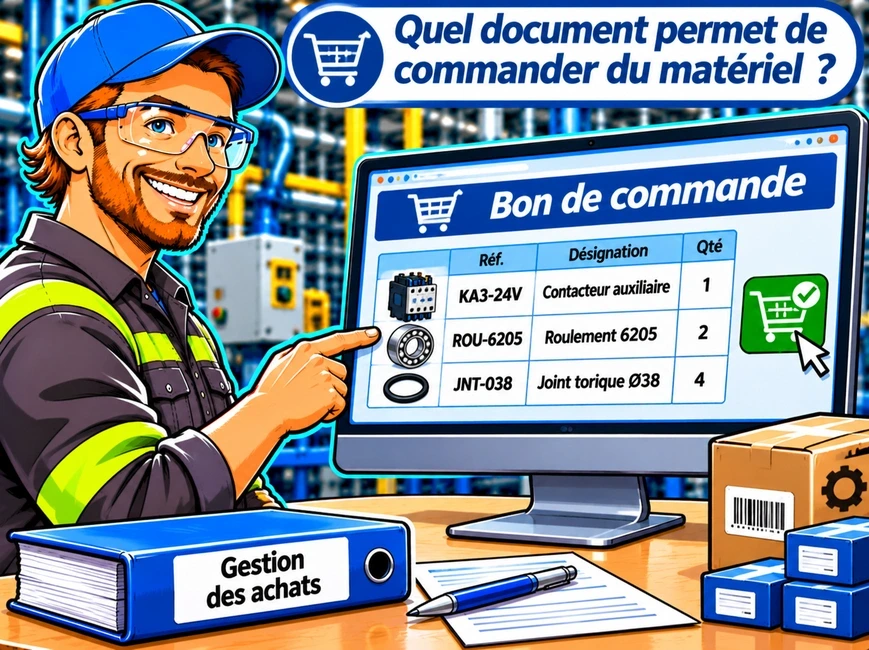 Quel document permet de
commander du matériel ?
Bon de commande
Réf. Désignation Qté
KA3-24V Contacteur auxiliaire 1
ROU-6205 Roulement 6205 2
JNT-038 Joint torique Ø38 4
Gestion
des achats